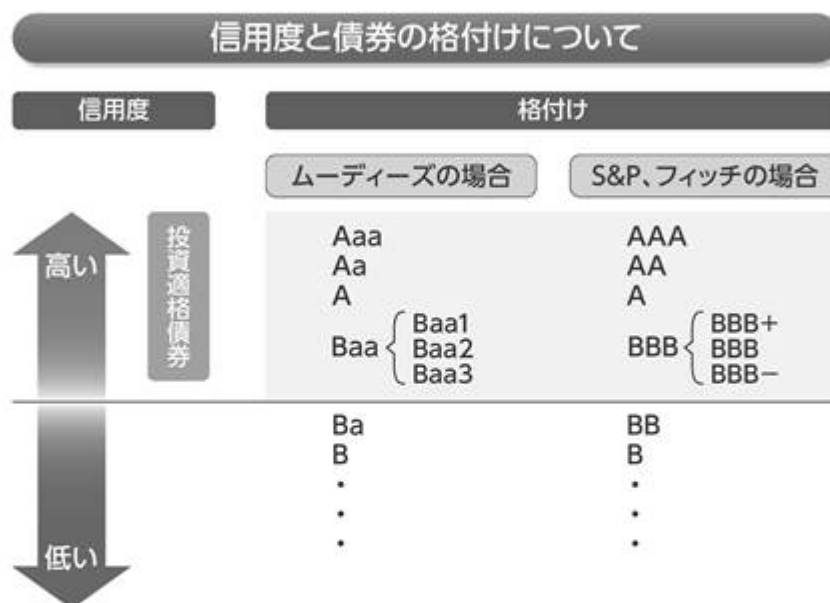 信用度と債券の格付けについて
信用度
格付け
ムーディーズの場合
S&P、フィッチの場合
高い
投資適格債券
Aaa
AAA
Aa
AA
A
A
Baa
Baa1
Baa2
Baa3
BBB
BBB+
BBB
BBB−
Ba
BB
B
B
・
・
・
・
・
・
低い